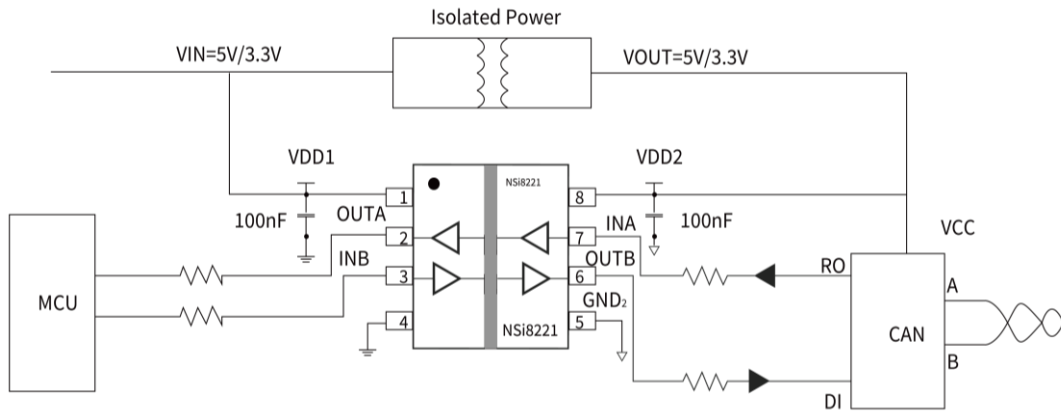 Isolated Power
VIN=5V/3.3V
VOUT=5V/3.3V
VDD1
VDD2
NSi8221
1
8
100nF
100nF
OUTA
INA
VCC
2
7
INB
OUTB
RO
3
6
A
MCU
GND2
4
5
NSi8221
CAN
B
DI